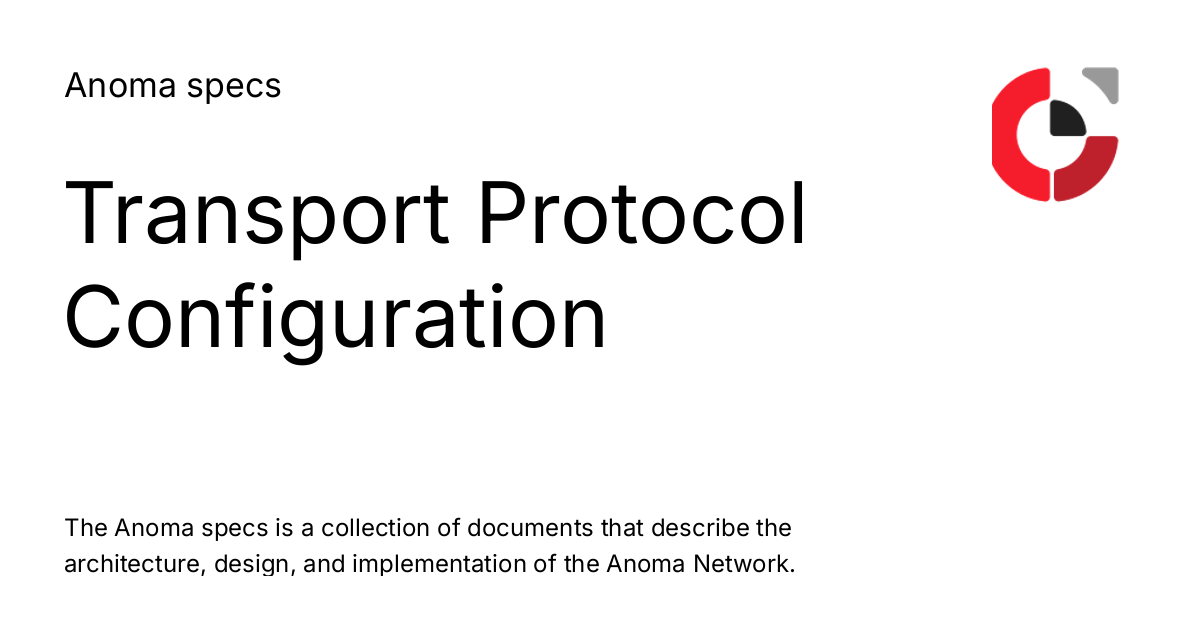 Anoma specs
Transport Protocol
Configuration
The Anoma specs is a collection of documents that describe the
architecture, design, and implementation of the Anoma Network.